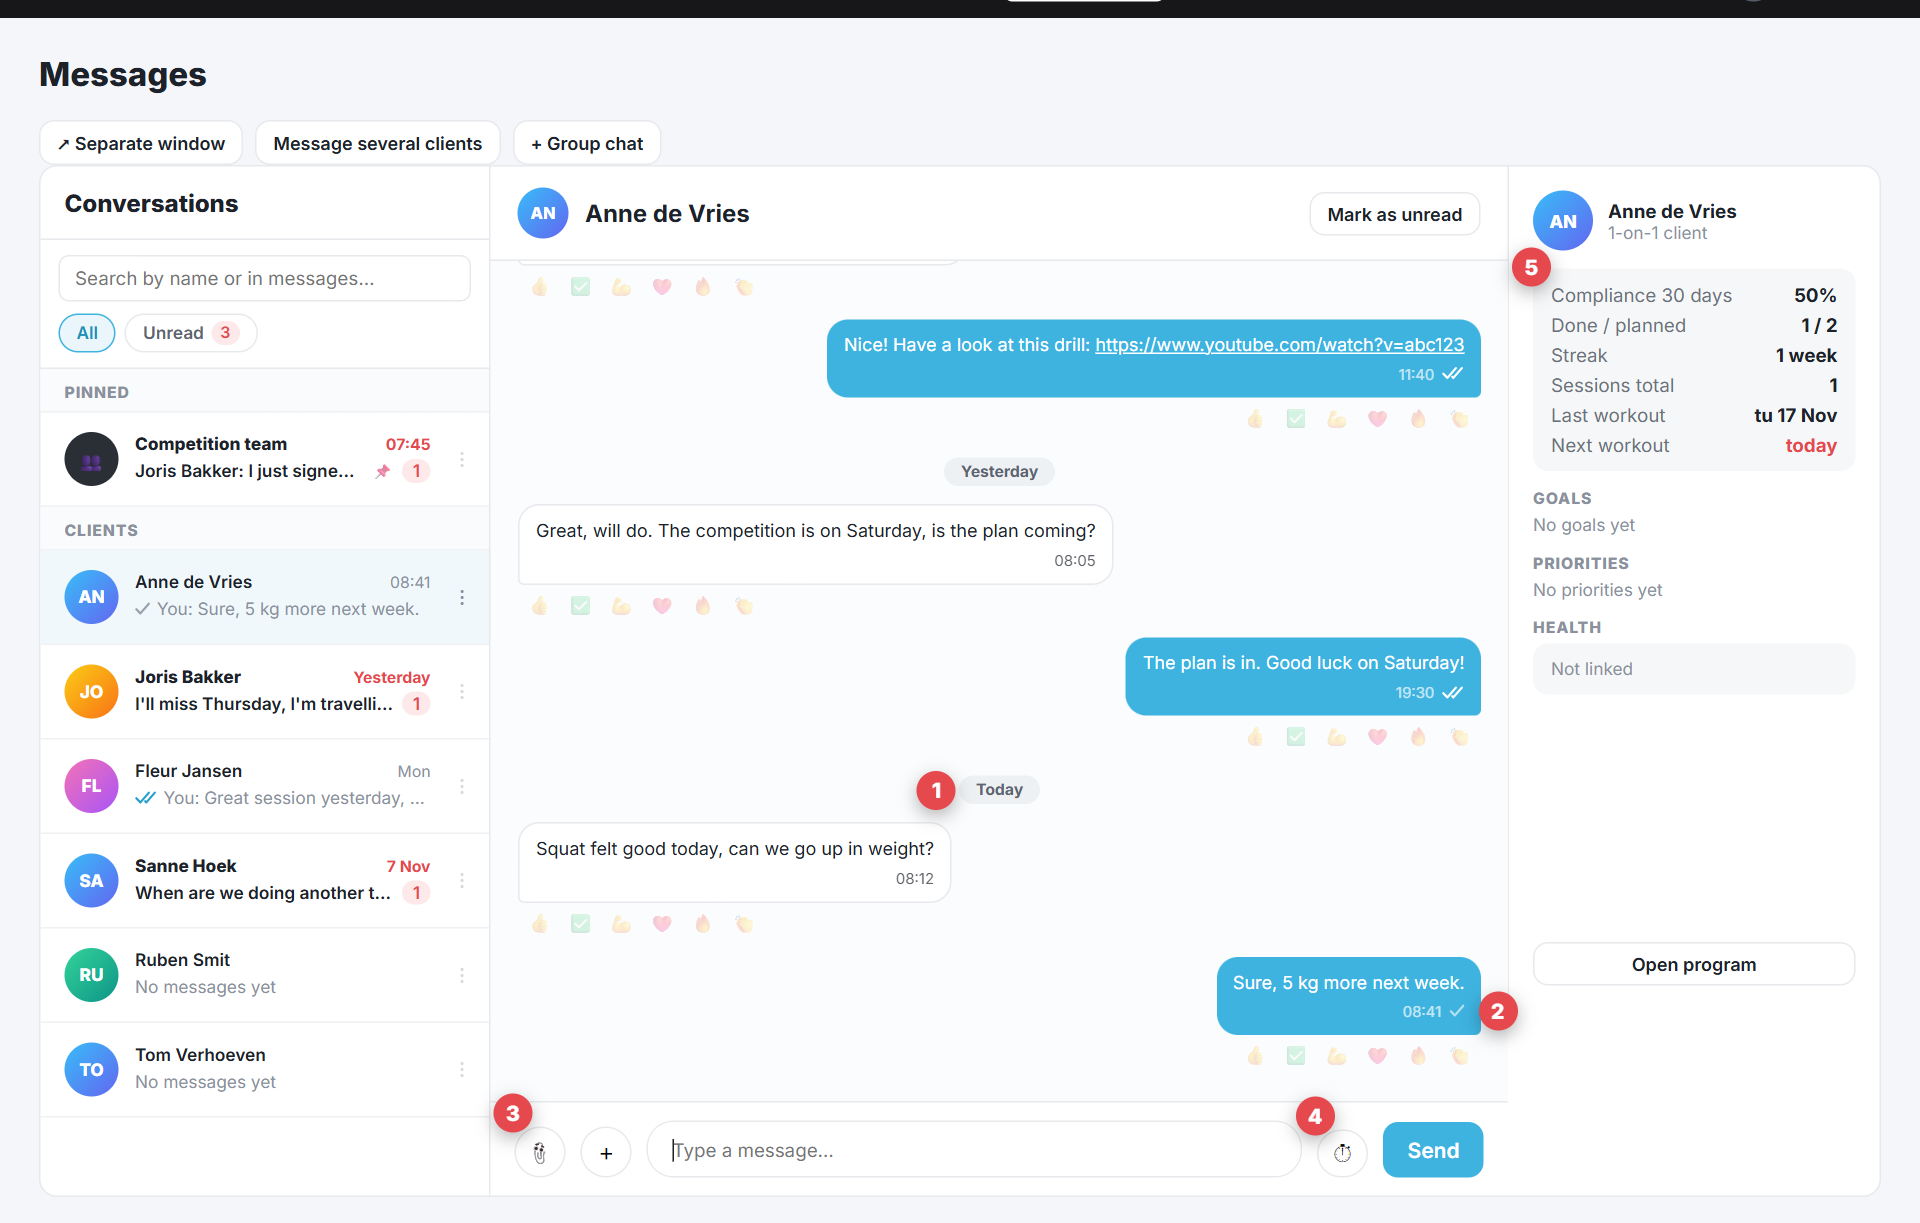 Messages
↗ Separate window
Message several clients
+ Group chat
Conversations
Search by name or in messages...
All
Unread 3
PINNED
Competition team 07:45
Joris Bakker: I just signe... 1
CLIENTS
AN
Anne de Vries 08:41
You: Sure, 5 kg more next week.
JO
Joris Bakker Yesterday
I'll miss Thursday, I'm travelli... 1
FL
Fleur Jansen Mon
You: Great session yesterday, ...
SA
Sanne Hoek 7 Nov
When are we doing another t... 1
RU
Ruben Smit
No messages yet
TO
Tom Verhoeven
No messages yet
AN Anne de Vries
Mark as unread
Nice! Have a look at this drill: https://www.youtube.com/watch?v=abc123
11:40
Yesterday
Great, will do. The competition is on Saturday, is the plan coming?
08:05
The plan is in. Good luck on Saturday!
19:30
1 Today
Squat felt good today, can we go up in weight?
08:12
Sure, 5 kg more next week.
08:41
2
3
+
Type a message...
4
Send
AN
Anne de Vries
1-on-1 client
5
Compliance 30 days 50%
Done / planned 1 / 2
Streak 1 week
Sessions total 1
Last workout tu 17 Nov
Next workout today
GOALS
No goals yet
PRIORITIES
No priorities yet
HEALTH
Not linked
Open program